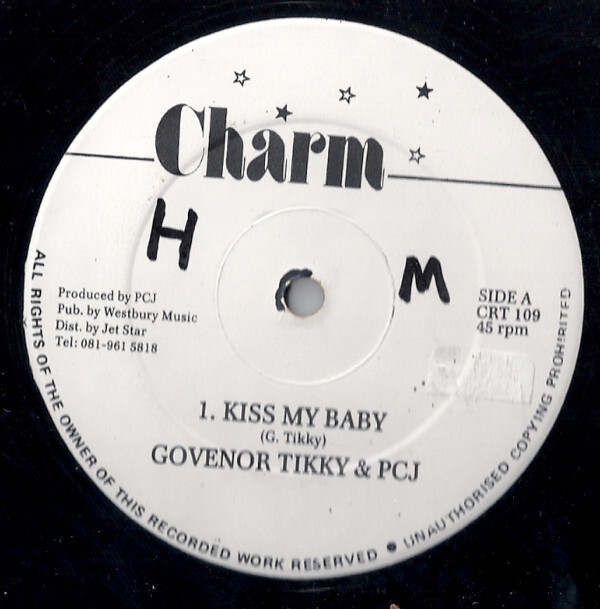 Charm
H C M
Produced by PCJ
Pub. by Westbury Music
Dist. by Jet Star
Tel: 081-961 5818
SIDE A
CRT 109
45 rpm
1. KISS MY BABY
(G. Tikky)
GOVENOR TIKKY & PCJ
ALL RIGHTS OF THE OWNER OF THIS RECORDED WORK RESERVED ● UNAUTHORISED COPYING PROHIBITED